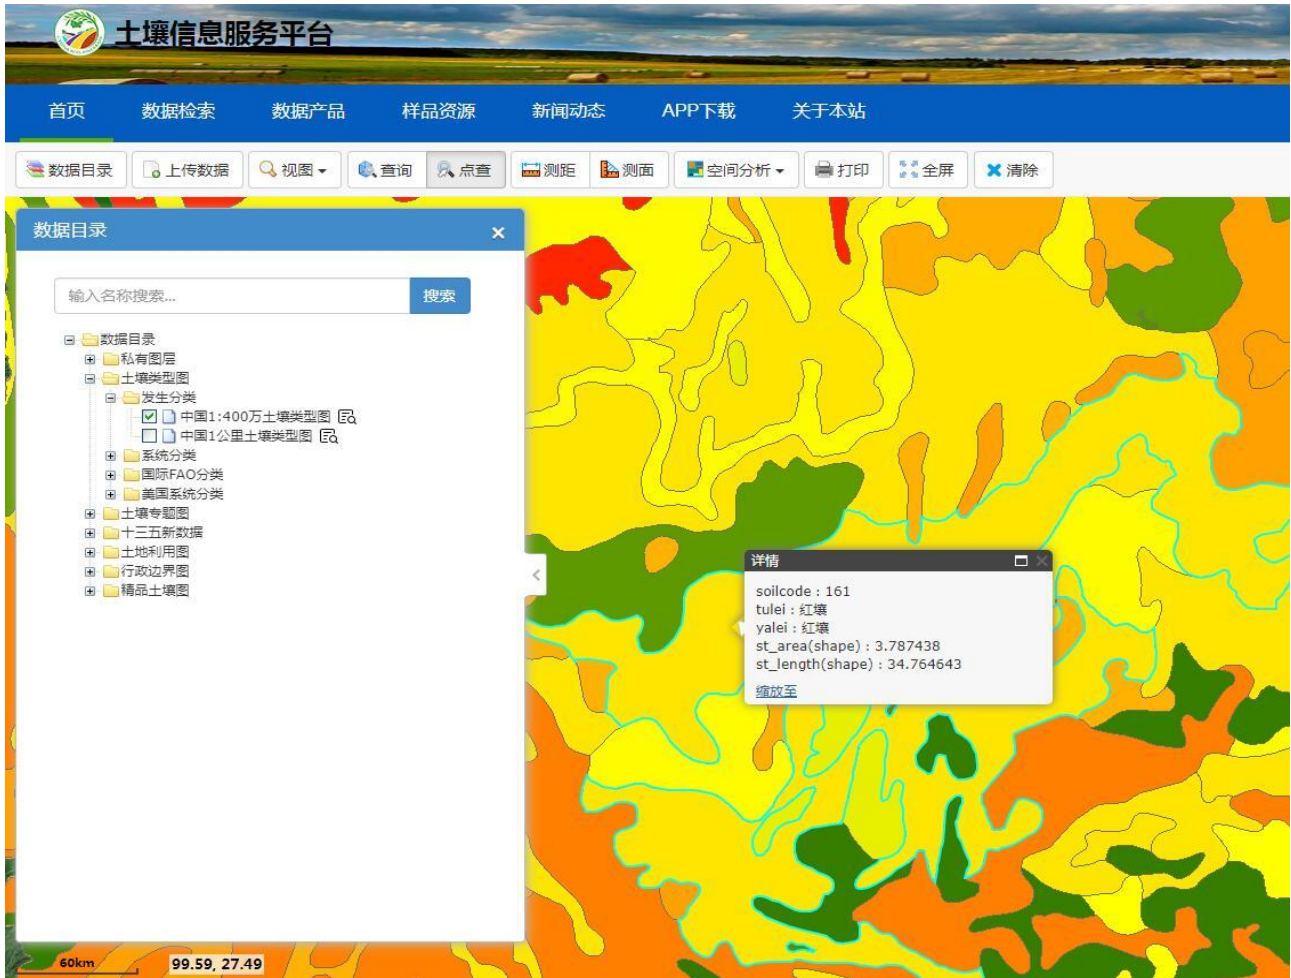 土壤信息服务平台
首页 数据检索 数据产品 样品资源 新闻动态 APP下载 关于本站
数据目录 上传数据 视图 查询 点查 测距 测面 空间分析 打印 全屏 清除
数据目录
输入名称搜索... 搜索
数据目录
私有图层
土壤类型图
发生分类
中国1:400万土壤类型图
中国1公里土壤类型图
系统分类
国际FAO分类
美国系统分类
土壤专题图
十三五新数据
土地利用图
行政边界图
精品土壤图
详情
soilcode : 161
tulei : 红壤
yalei : 红壤
st_area(shape) : 3.787438
st_length(shape) : 34.764643
缩放至
60km
99.59, 27.49